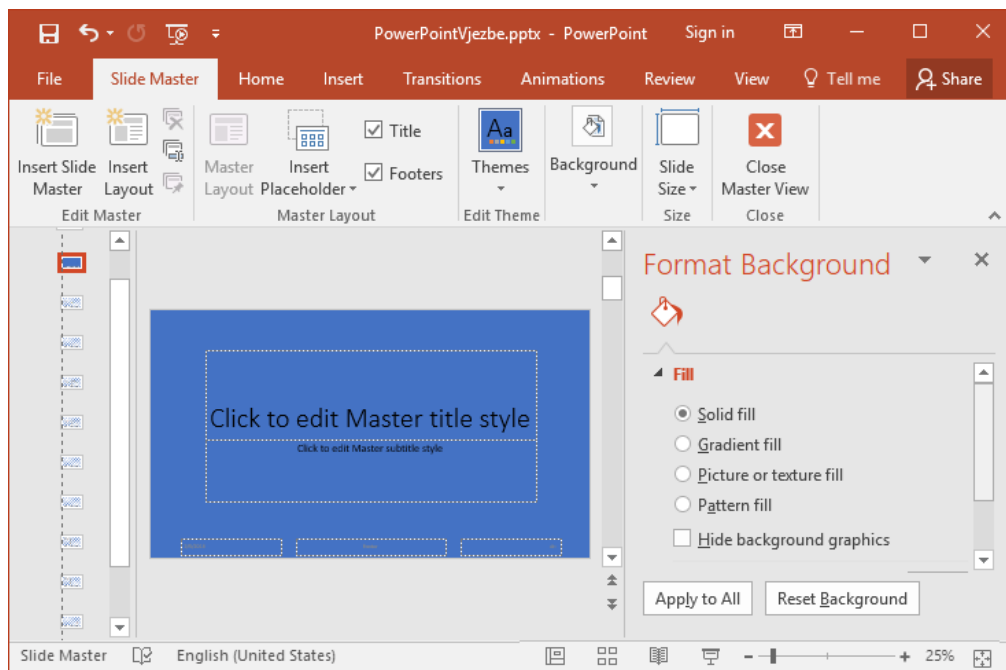 PowerPointVjezbe.pptx - PowerPoint Sign in
File Slide Master Home Insert Transitions Animations Review View Tell me Share
Insert Slide Master
Insert Layout
Master Layout
Insert Placeholder
Title
Footers
Aa
Themes
Background
Slide Size
Close Master View
Edit Master Master Layout Edit Theme Size Close
Click to edit Master title style
Click to edit Master subtitle style
Format Background
Fill
Solid fill
Gradient fill
Picture or texture fill
Pattern fill
Hide background graphics
Apply to All Reset Background
Slide Master English (United States) 25%